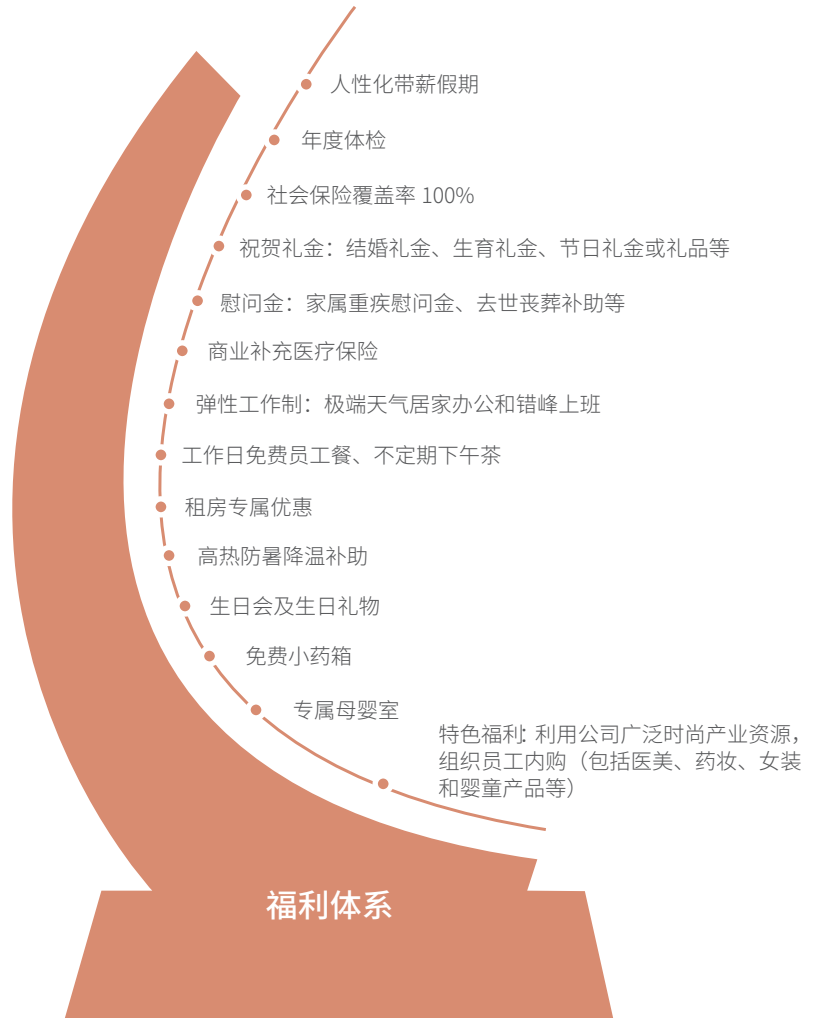 人性化带薪假期
年度体检
社会保险覆盖率 100%
祝贺礼金：结婚礼金、生育礼金、节日礼金或礼品等
慰问金：家属重疾慰问金、去世丧葬补助等
商业补充医疗保险
弹性工作制：极端天气居家办公和错峰上班
工作日免费员工餐、不定期下午茶
租房专属优惠
高热防暑降温补助
生日会及生日礼物
免费小药箱
专属母婴室
特色福利：利用公司广泛时尚产业资源，
组织员工内购（包括医美、药妆、女装
和婴童产品等）
福利体系